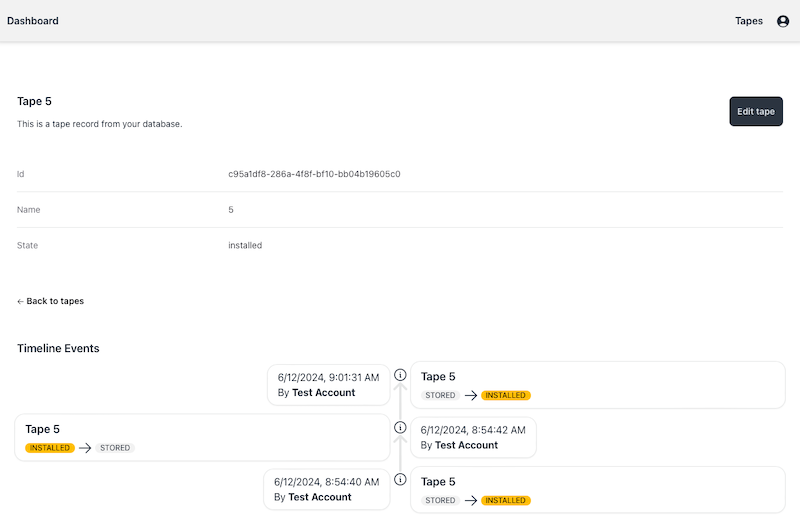 Dashboard
Tapes
Tape 5
This is a tape record from your database.
Edit tape
Id
c95a1df8-286a-4f8f-bf10-bb04b19605c0
Name
5
State
installed
← Back to tapes
Timeline Events
6/12/2024, 9:01:31 AM
By Test Account
Tape 5
STORED → INSTALLED
Tape 5
INSTALLED → STORED
6/12/2024, 8:54:42 AM
By Test Account
6/12/2024, 8:54:40 AM
By Test Account
Tape 5
STORED → INSTALLED